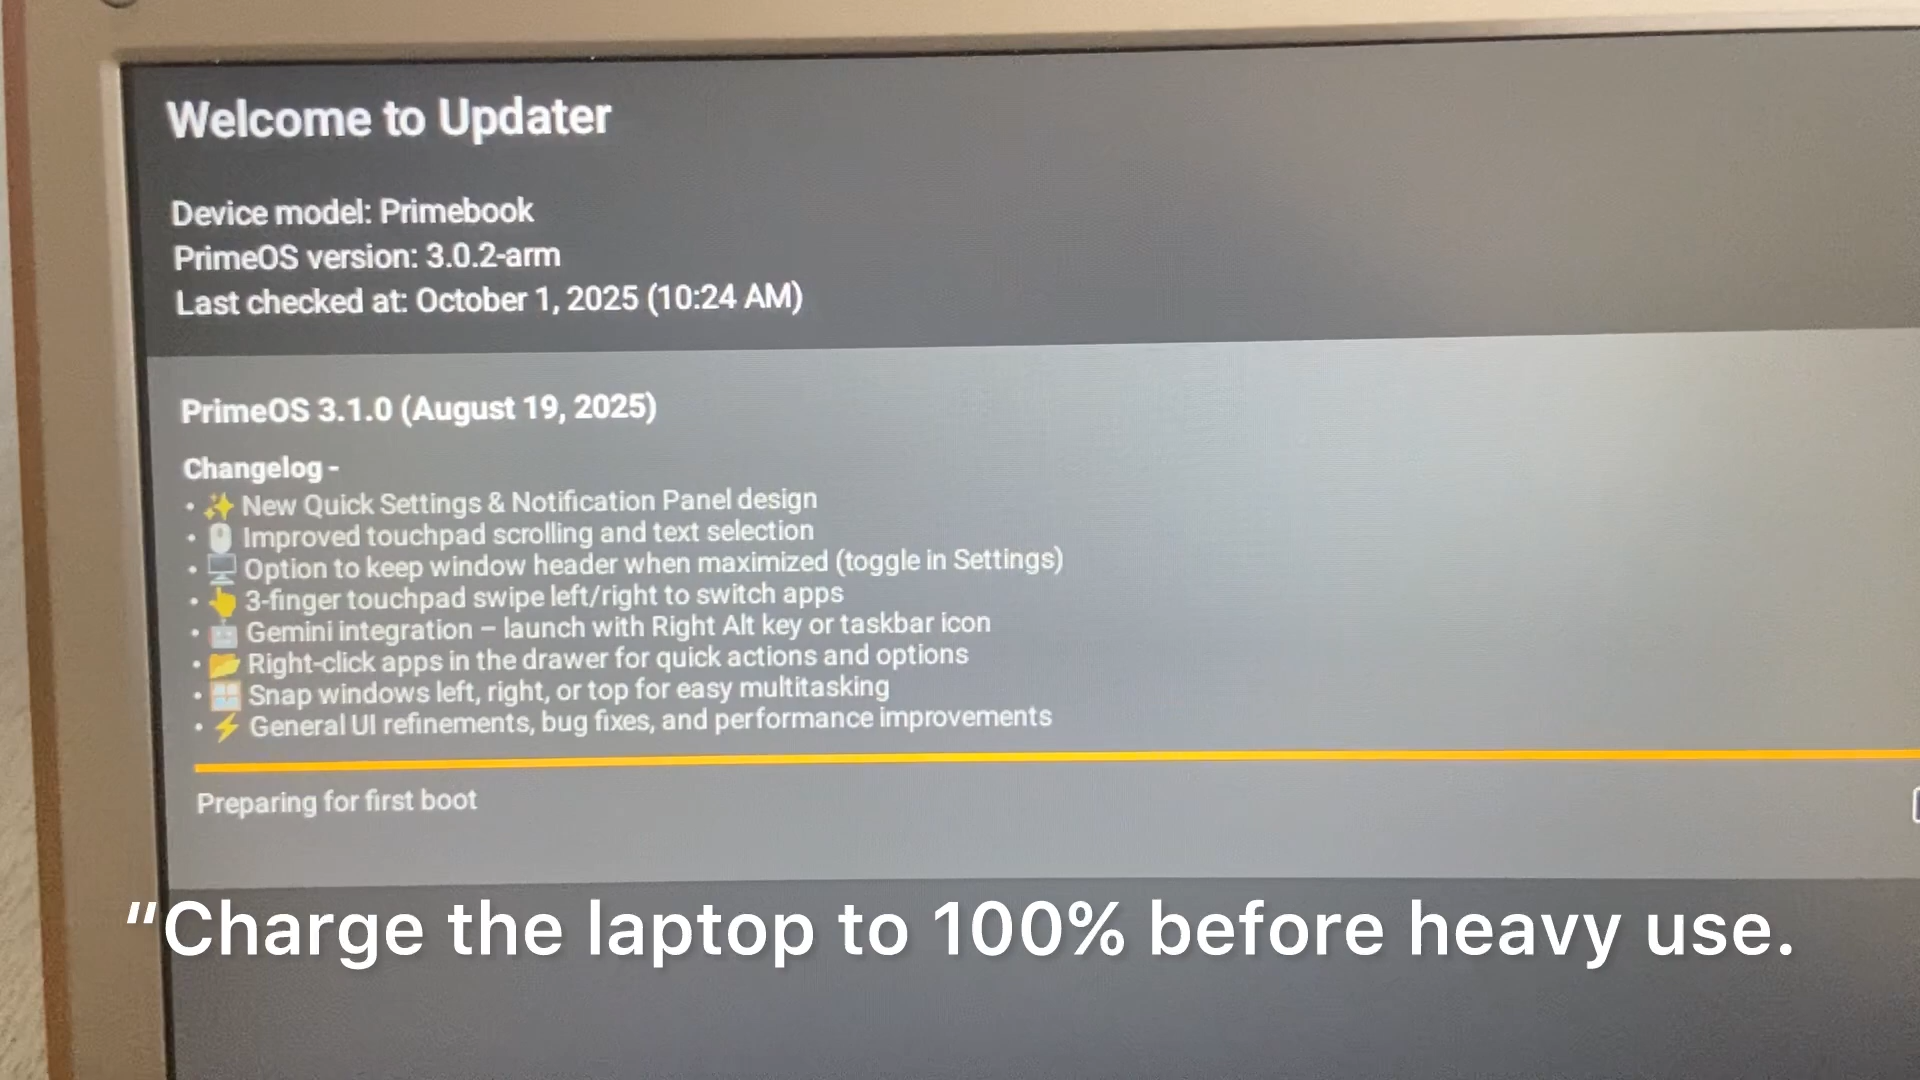 Welcome to Updater
Device model: Primebook
PrimeOS version: 3.0.2-arm
Last checked at: October 1, 2025 (10:24 AM)
PrimeOS 3.1.0 (August 19, 2025)
Changelog -
• ✨ New Quick Settings & Notification Panel design
• 🖱️ Improved touchpad scrolling and text selection
• 🖥️ Option to keep window header when maximized (toggle in Settings)
• 👆 3-finger touchpad swipe left/right to switch apps
• 🤖 Gemini integration – launch with Right Alt key or taskbar icon
• 📂 Right-click apps in the drawer for quick actions and options
• 🪟 Snap windows left, right, or top for easy multitasking
• ⚡ General UI refinements, bug fixes, and performance improvements
Preparing for first boot
“Charge the laptop to 100% before heavy use.